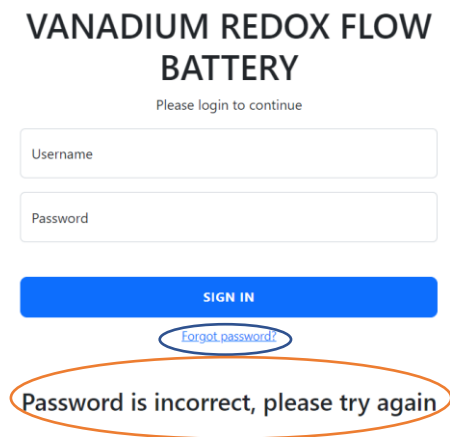 VANADIUM REDOX FLOW
BATTERY
Please login to continue
Username
Password
SIGN IN
Forgot password?
Password is incorrect, please try again